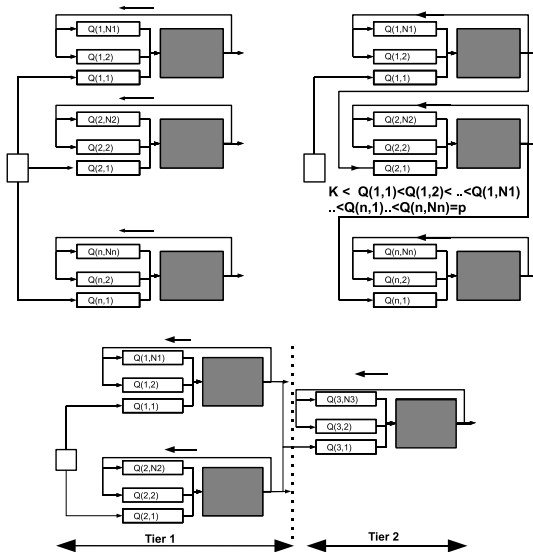 Q(1,N1)
Q(1,2)
Q(1,1)
Q(2,N2)
Q(2,2)
Q(2,1)
Q(n,Nn)
Q(n,2)
Q(n,1)
Q(1,N1)
Q(1,2)
Q(1,1)
Q(2,N2)
Q(2,2)
Q(2,1)
K < Q(1,1)<Q(1,2)< ..<Q(1,N1)
..<Q(n,1)..<Q(n,Nn)=p
Q(n,Nn)
Q(n,2)
Q(n,1)
Q(1,N1)
Q(1,2)
Q(1,1)
Q(2,N2)
Q(2,2)
Q(2,1)
Q(3,N3)
Q(3,2)
Q(3,1)
Tier 1
Tier 2